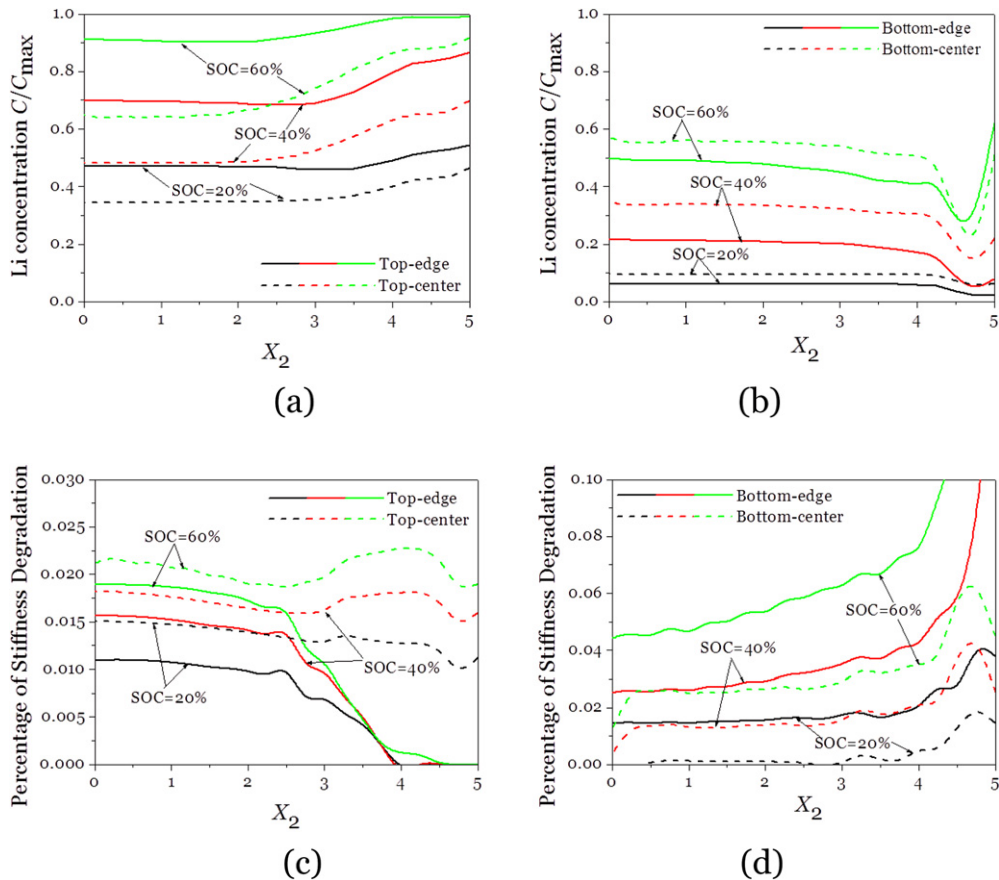 Li concentration C/Cmax
1.0
0.8
0.6
0.4
0.2
0.0
SOC=60%
SOC=40%
SOC=20%
Top-edge
Top-center
0 1 2 3 4 5
X2
(a)
Li concentration C/Cmax
1.0
0.8
0.6
0.4
0.2
0.0
Bottom-edge
Bottom-center
SOC=60%
SOC=40%
SOC=20%
0 1 2 3 4 5
X2
(b)
Percentage of Stiffness Degradation
0.030
0.025
0.020
0.015
0.010
0.005
0.000
Top-edge
Top-center
SOC=60%
SOC=40%
SOC=20%
0 1 2 3 4 5
X2
(c)
Percentage of Stiffness Degradation
0.10
0.08
0.06
0.04
0.02
0.00
Bottom-edge
Bottom-center
SOC=60%
SOC=40%
SOC=20%
0 1 2 3 4 5
X2
(d)